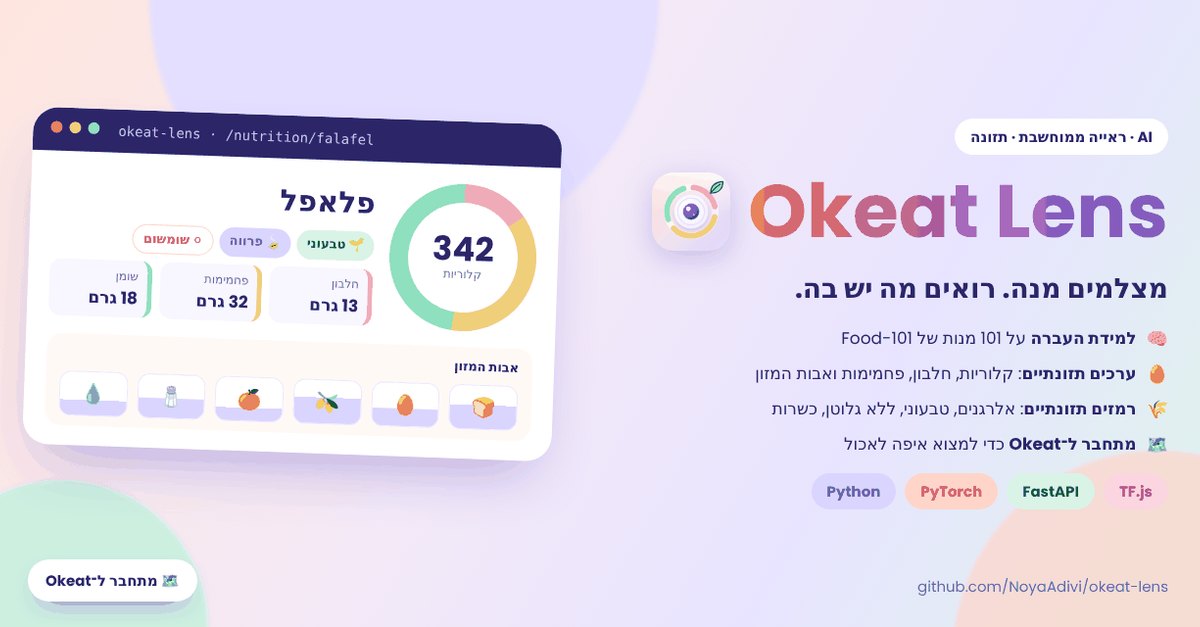 AI · ראייה ממוחשבת · תזונה
Okeat Lens
מצלמים מנה. רואים מה יש בה.
למידת העברה על 101 מנות של Food-101
ערכים תזונתיים: קלוריות, חלבון, פחמימות ואבות המזון
רמזים תזונתיים: אלרגנים, טבעוני, ללא גלוטן, כשרות
מתחבר ל־Okeat כדי למצוא איפה לאכול
Python PyTorch FastAPI TF.js
github.com/NoyaAdivi/okeat-lens
okeat-lens · /nutrition/falafel
פלאפל
טבעוני
פרווה
שומשום
342
קלוריות
חלבון
13 גרם
פחמימות
32 גרם
שומן
18 גרם
אבות המזון
מתחבר ל־Okeat